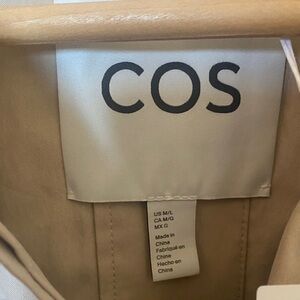 COS
US M/L
CA M/G
MX G
Made in
China
Fabriqué en
Chine
Hecho en
China